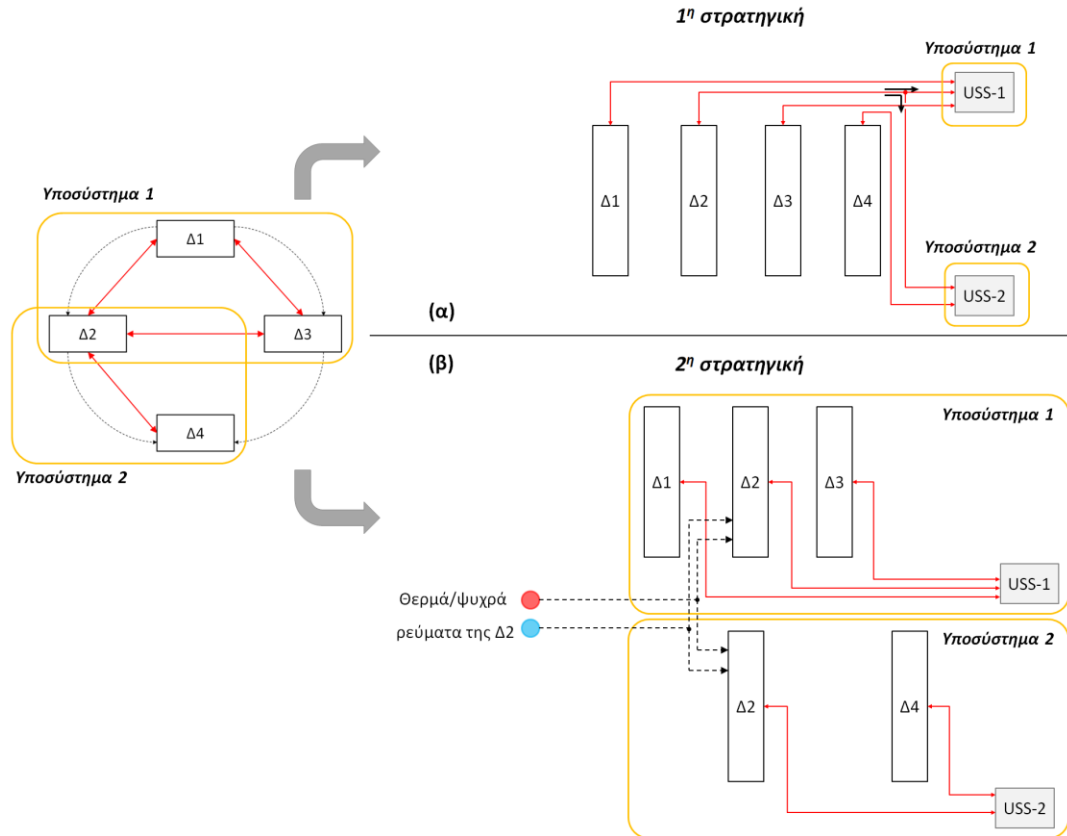 1η στρατηγική
Υποσύστημα 1
USS-1
Δ1
Δ2
Δ3
Δ4
Υποσύστημα 2
USS-2
(α)
Υποσύστημα 1
Δ1
Δ2
Δ3
Δ4
Υποσύστημα 2
(β)
2η στρατηγική
Υποσύστημα 1
Δ1
Δ2
Δ3
USS-1
Θερμά/ψυχρά
ρεύματα της Δ2
Υποσύστημα 2
Δ2
Δ4
USS-2